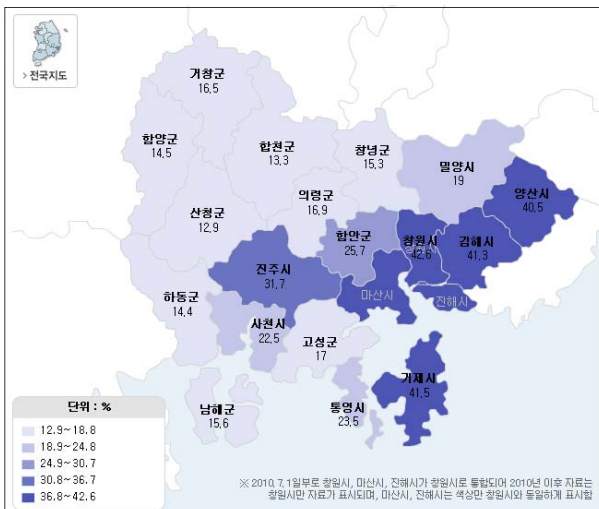 > 전국지도
거창군
16,5
함양군
14,5
합천군
13,3
창녕군
15,3
밀양시
19
양산시
40,5
의령군
16,9
산청군
12,9
함안군
25,7
창원시
42,6
김해시
41,3
진주시
31,7
마산시
진해시
하동군
14,4
사천시
22,5
고성군
17
거제시
41,5
통영시
23,5
남해군
15,6
단위 : %
12.9~18.8
18.9~24.8
24.9~30.7
30.8~36.7
36.8~42.6
※ 2010, 7, 1일부로 창원시, 마산시, 진해시가 창원시로 통합되어 2010년 이후 자료는
창원시만 자료가 표시되며, 마산시, 진해시는 색상만 창원시와 동일하게 표시함